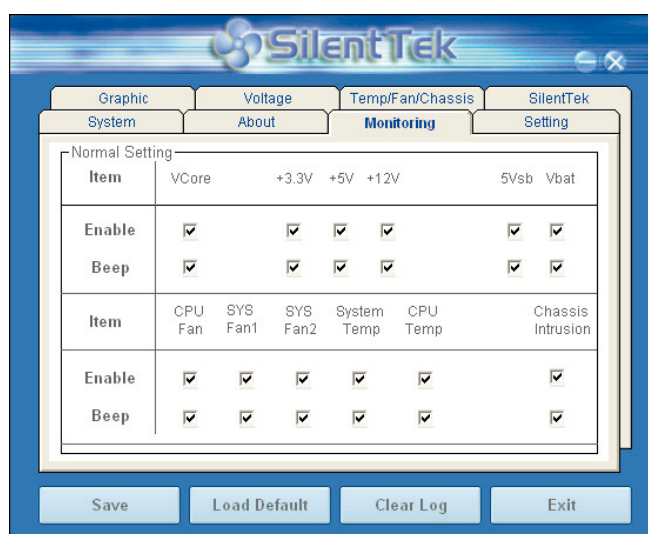 SilentTek
Graphic Voltage Temp/Fan/Chassis SilentTek
System About Monitoring Setting
Normal Setting
Item VCore +3.3V +5V +12V 5Vsb Vbat
Enable
Beep
Item CPU Fan SYS Fan1 SYS Fan2 System Temp CPU Temp Chassis Intrusion
Enable
Beep
Save Load Default Clear Log Exit